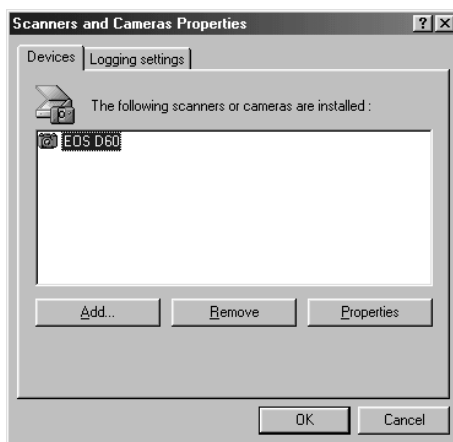 Scanners and Cameras Properties
Devices
Logging settings
The following scanners or cameras are installed :
EOS D60
Add...
Remove
Properties
OK
Cancel